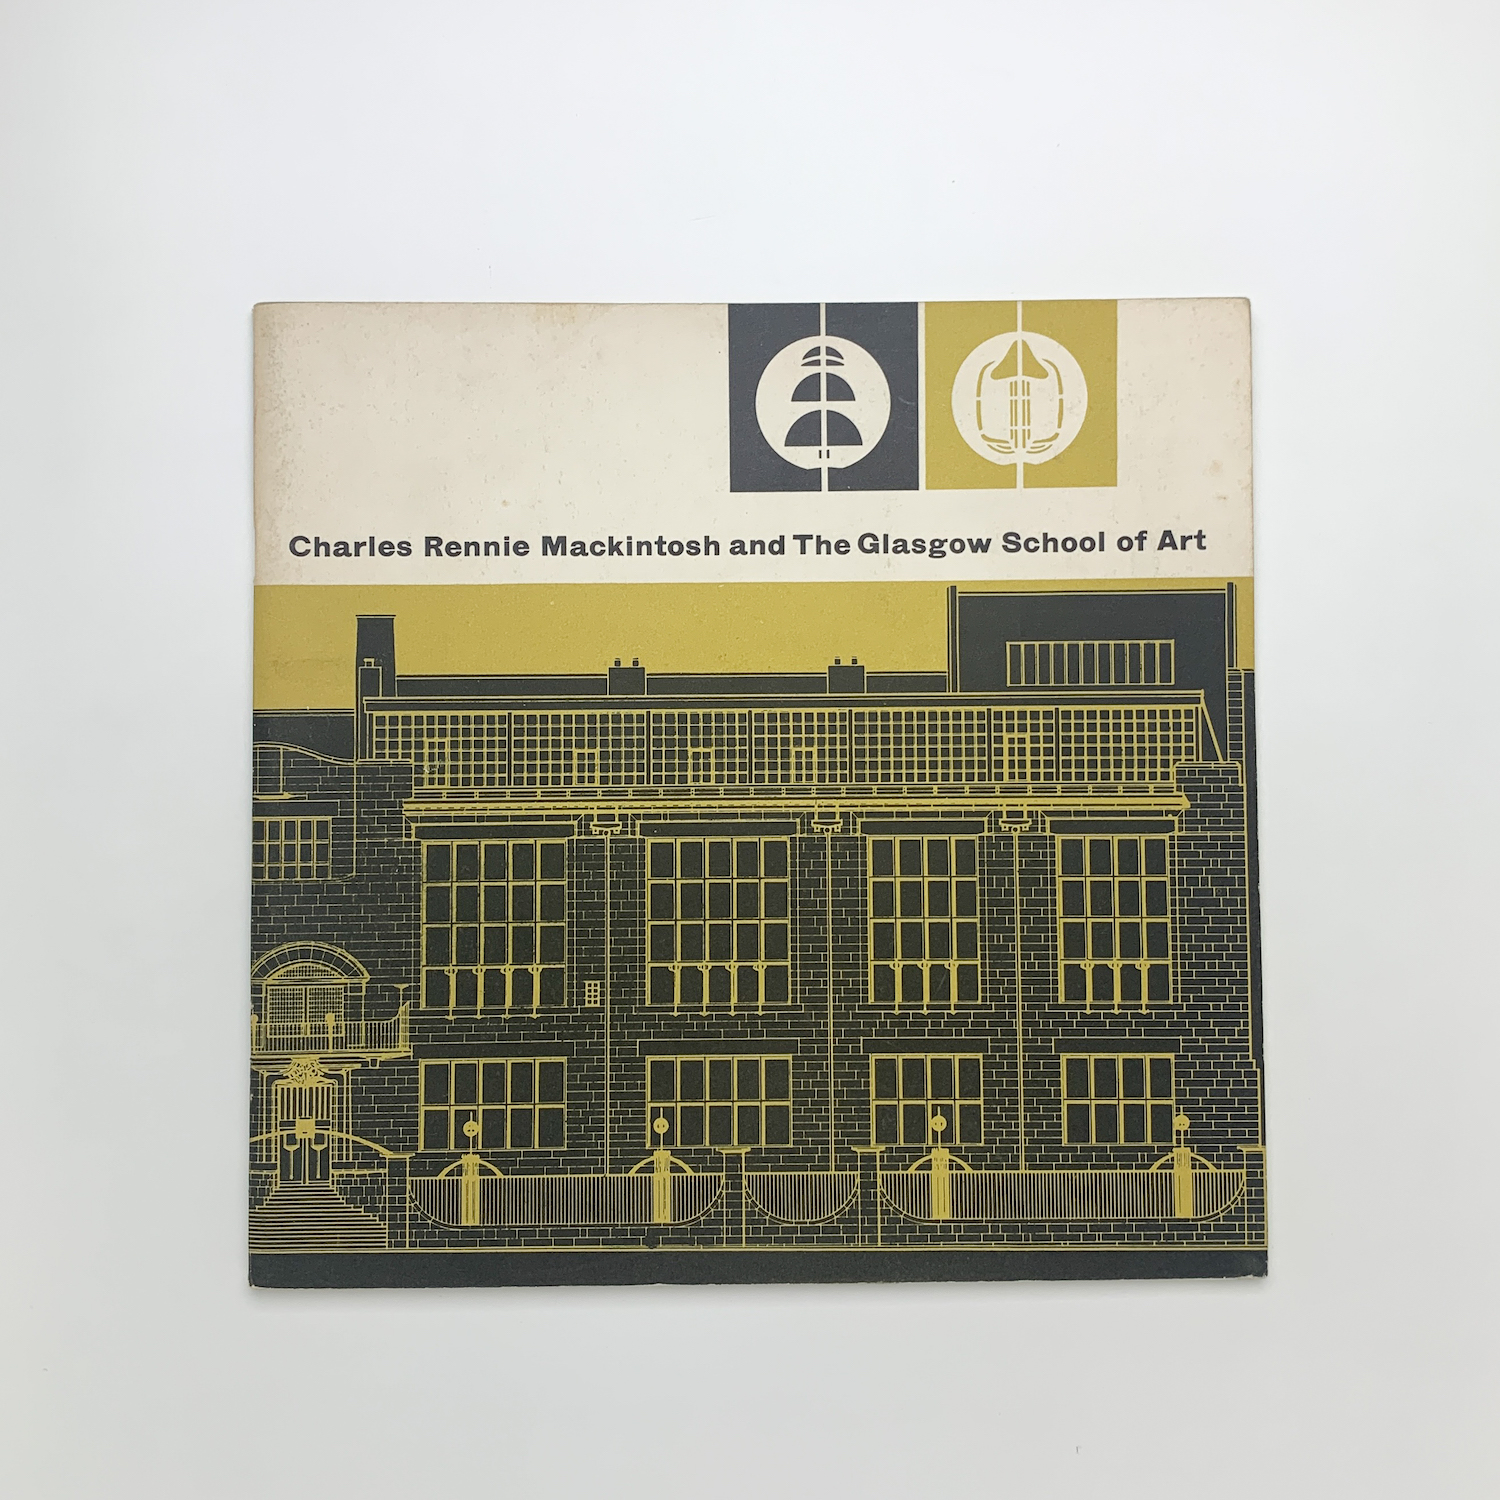 Charles Rennie Mackintosh and The Glasgow School of Art